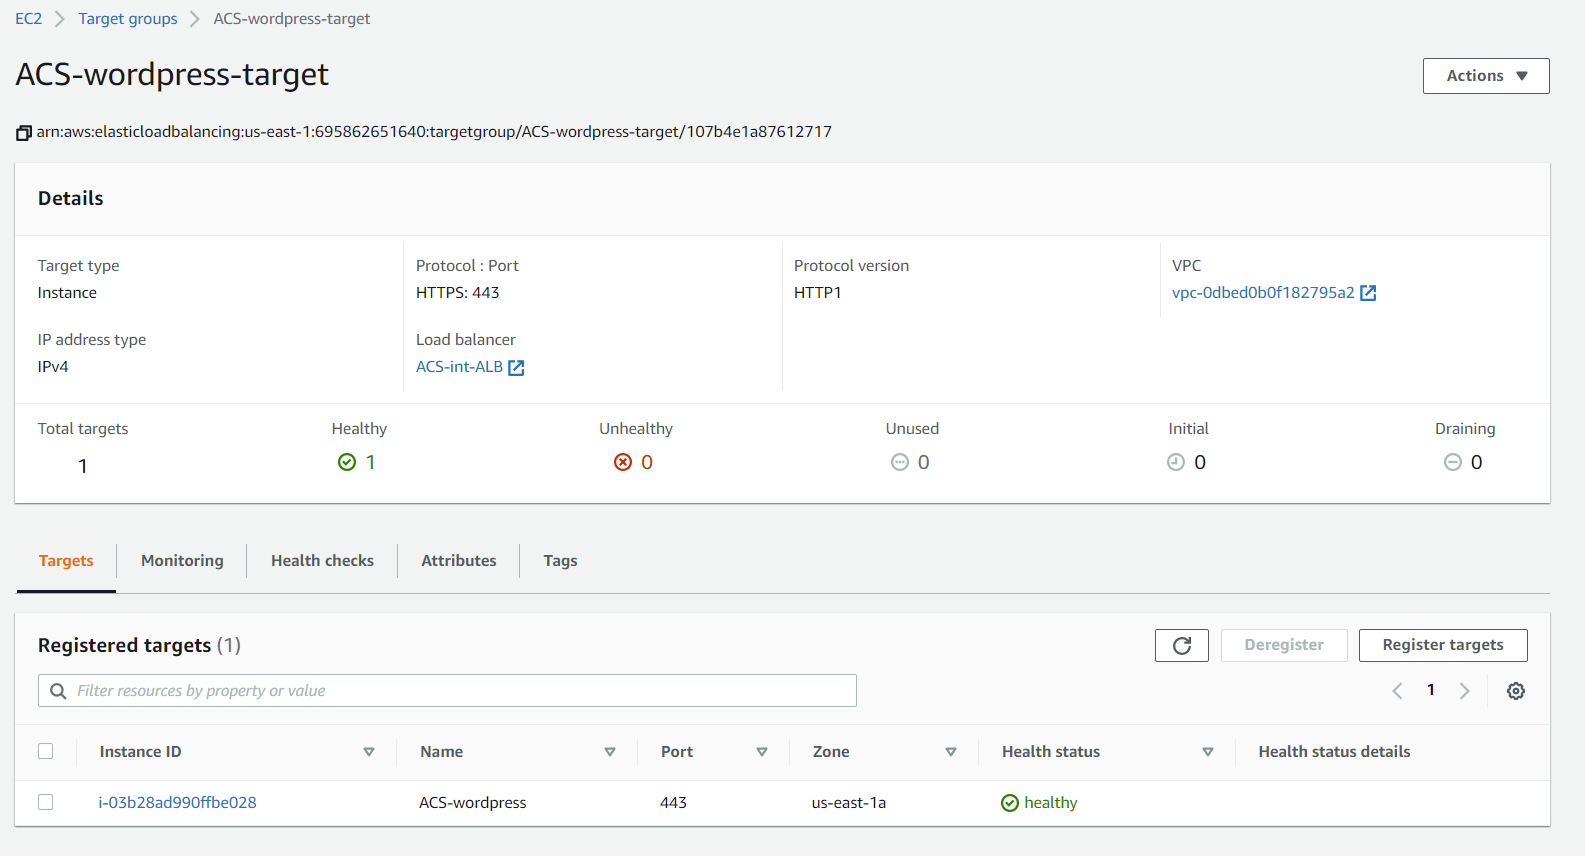 EC2 > Target groups > ACS-wordpress-target
ACS-wordpress-target
Actions
arn:aws:elasticloadbalancing:us-east-1:695862651640:targetgroup/ACS-wordpress-target/107b4e1a87612717
Details
Target type
Instance
Protocol : Port
HTTPS: 443
Protocol version
HTTP1
VPC
vpc-0dbed0b0f182795a2
IP address type
IPv4
Load balancer
ACS-int-ALB
Total targets
1
Healthy
1
Unhealthy
0
Unused
0
Initial
0
Draining
0
Targets
Monitoring
Health checks
Attributes
Tags
Registered targets (1)
Deregister
Register targets
Filter resources by property or value
1
Instance ID
Name
Port
Zone
Health status
Health status details
i-03b28ad990ffbe028
ACS-wordpress
443
us-east-1a
healthy